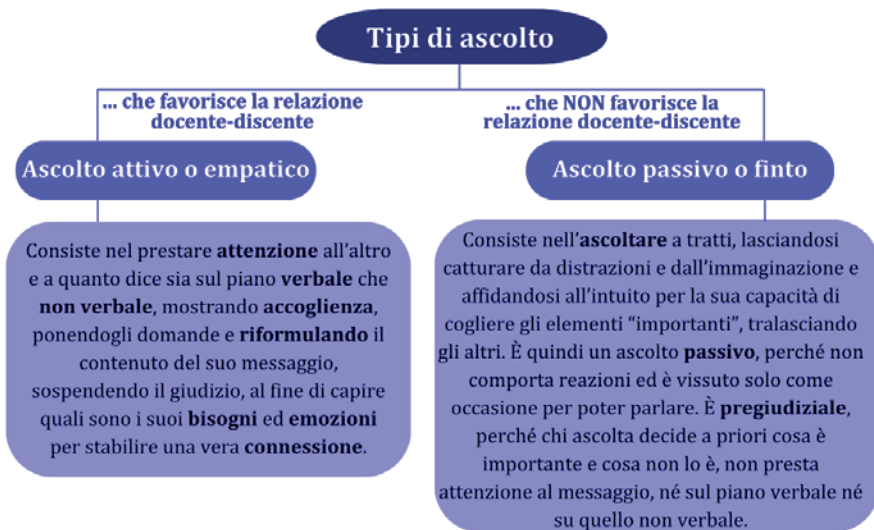 Tipi di ascolto
... che favorisce la relazione
docente-discente
Ascolto attivo o empatico
Consiste nel prestare attenzione all'altro
e a quanto dice sia sul piano verbale che
non verbale, mostrando accoglienza,
ponendogli domande e riformulando il
contenuto del suo messaggio,
sospendendo il giudizio, al fine di capire
quali sono i suoi bisogni ed emozioni
per stabilire una vera connessione.
... che NON favorisce la
relazione docente-discente
Ascolto passivo o finto
Consiste nell'ascoltare a tratti, lasciandosi
catturare da distrazioni e dall'immaginazione e
affidandosi all'intuito per la sua capacità di
cogliere gli elementi “importanti”, tralasciando
gli altri. È quindi un ascolto passivo, perché non
comporta reazioni ed è vissuto solo come
occasione per poter parlare. È pregiudiziale,
perché chi ascolta decide a priori cosa è
importante e cosa non lo è, non presta
attenzione al messaggio, né sul piano verbale né
su quello non verbale.